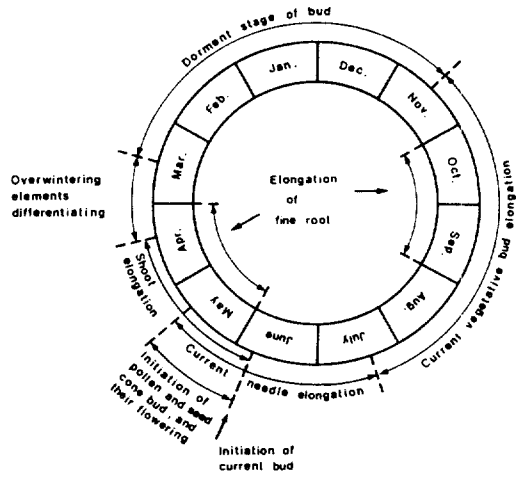 Dorment stage of bud
Jan.
Dec.
Nov.
Oct.
Sep.
Aug.
July
June
May
Apr.
Mar.
Feb.
Elongation
of
fine root
Overwintering
elements
differentiating
Shoot
elongation
Current needle elongation
Current vegetative bud elongation
Initiation of
pollen and seed
cone bud, and
their flowering
Initiation of
current bud